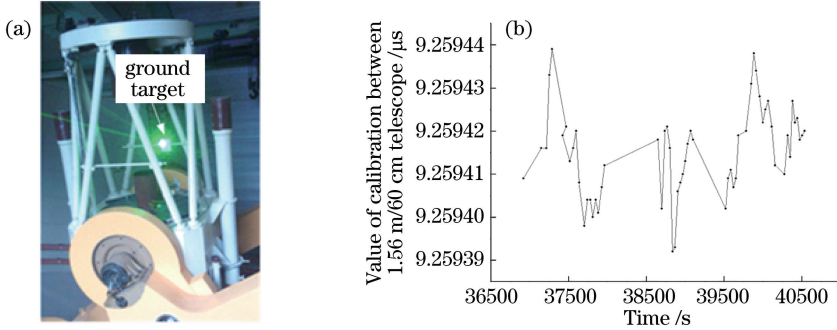 (a)
ground
target
(b)
Value of calibration between
1.56 m/60 cm telescope /μs
9.25944
9.25943
9.25942
9.25941
9.25940
9.25939
36500 37500 38500 39500 40500
Time /s